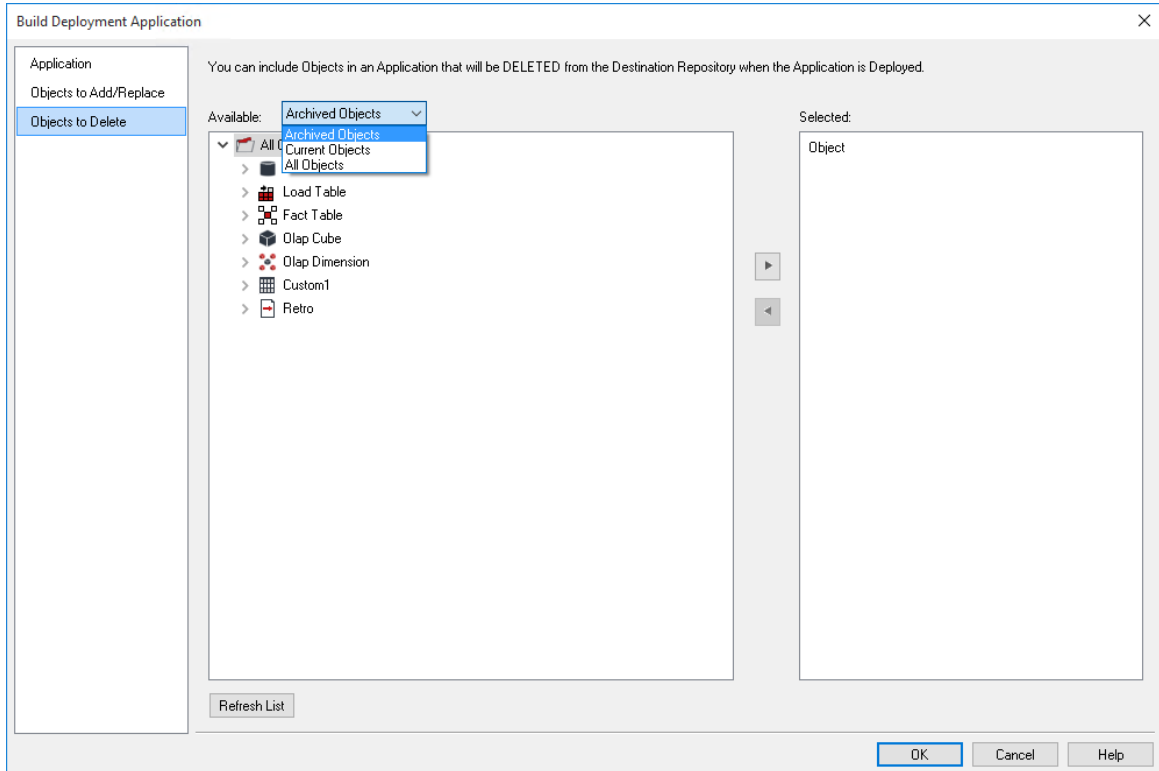 Build Deployment Application
Application
Objects to Add/Replace
Objects to Delete
You can include Objects in an Application that will be DELETED from the Destination Repository when the Application is Deployed.
Available:
Archived Objects
Archived Objects
Current Objects
All Objects
All
Load Table
Fact Table
Olap Cube
Olap Dimension
Custom1
Retro
Selected:
Object
Refresh List
OK
Cancel
Help